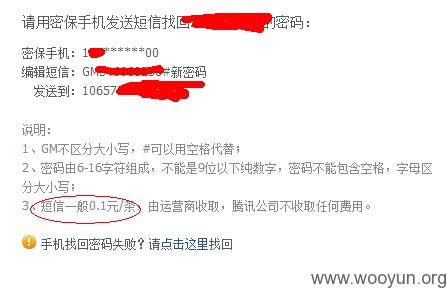 请用密保手机发送短信找回 的密码：
密保手机：1 ******00
编辑短信：GM #新密码
发送到：10657
说明：
1、GM不区分大小写，#可以用空格代替；
2、密码由6-16字符组成，不能是9位以下纯数字，密码不能包含空格，字母区
分大小写；
3、短信一般0.1元/条，由运营商收取，腾讯公司不收取任何费用。
手机找回密码失败？请点击这里找回
www.wooyun.org